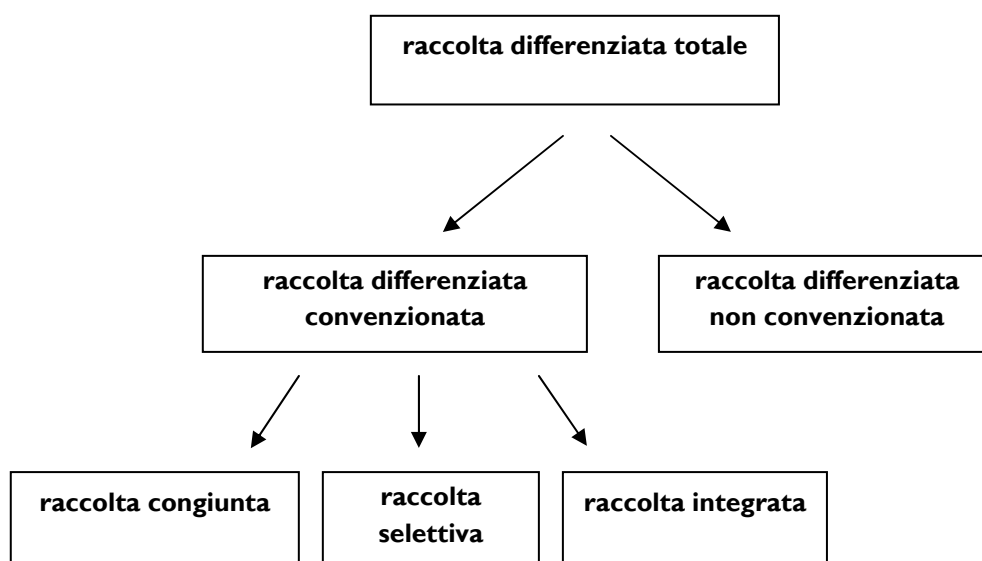 raccolta differenziata totale
raccolta differenziata
convenzionata
raccolta differenziata
non convenzionata
raccolta congiunta
raccolta
selettiva
raccolta integrata